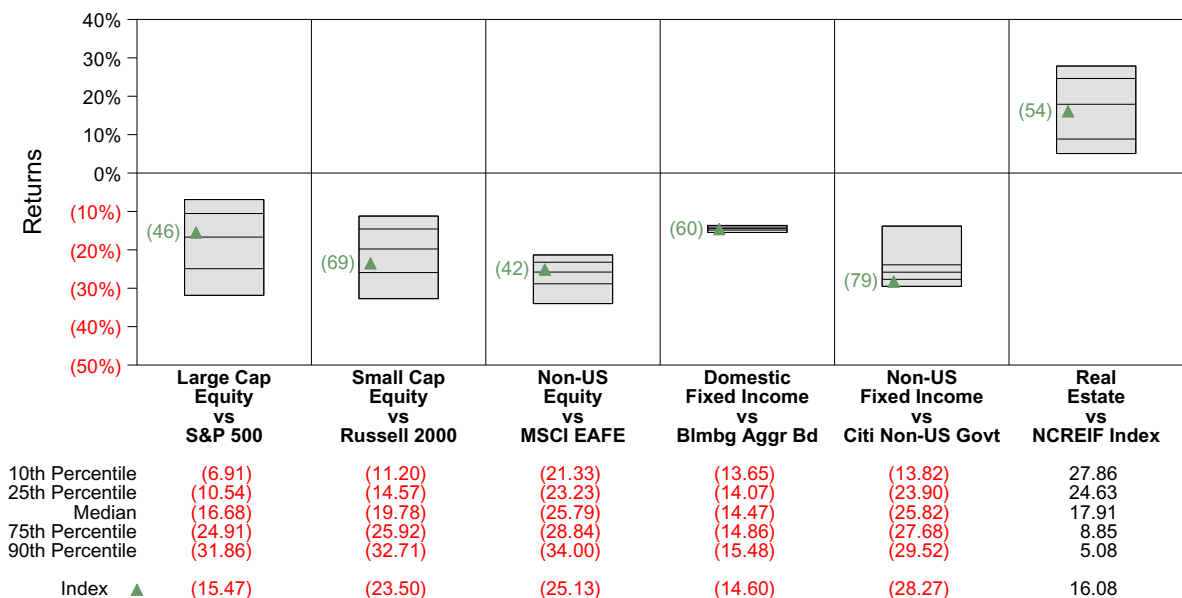 40%
30%
20%
10%
0%
(10%)
(20%)
(30%)
(40%)
(50%)
Returns
(46)
(69)
(42)
(60)
(79)
(54)
Large Cap
Equity
vs
S&P 500
Small Cap
Equity
vs
Russell 2000
Non-US
Equity
vs
MSCI EAFE
Domestic
Fixed Income
vs
Blmbg Aggr Bd
Non-US
Fixed Income
vs
Citi Non-US Govt
Real
Estate
vs
NCREIF Index
10th Percentile (6.91) (11.20) (21.33) (13.65) (13.82) 27.86
25th Percentile (10.54) (14.57) (23.23) (14.07) (23.90) 24.63
Median (16.68) (19.78) (25.79) (14.47) (25.82) 17.91
75th Percentile (24.91) (25.92) (28.84) (14.86) (27.68) 8.85
90th Percentile (31.86) (32.71) (34.00) (15.48) (29.52) 5.08
Index (15.47) (23.50) (25.13) (14.60) (28.27) 16.08